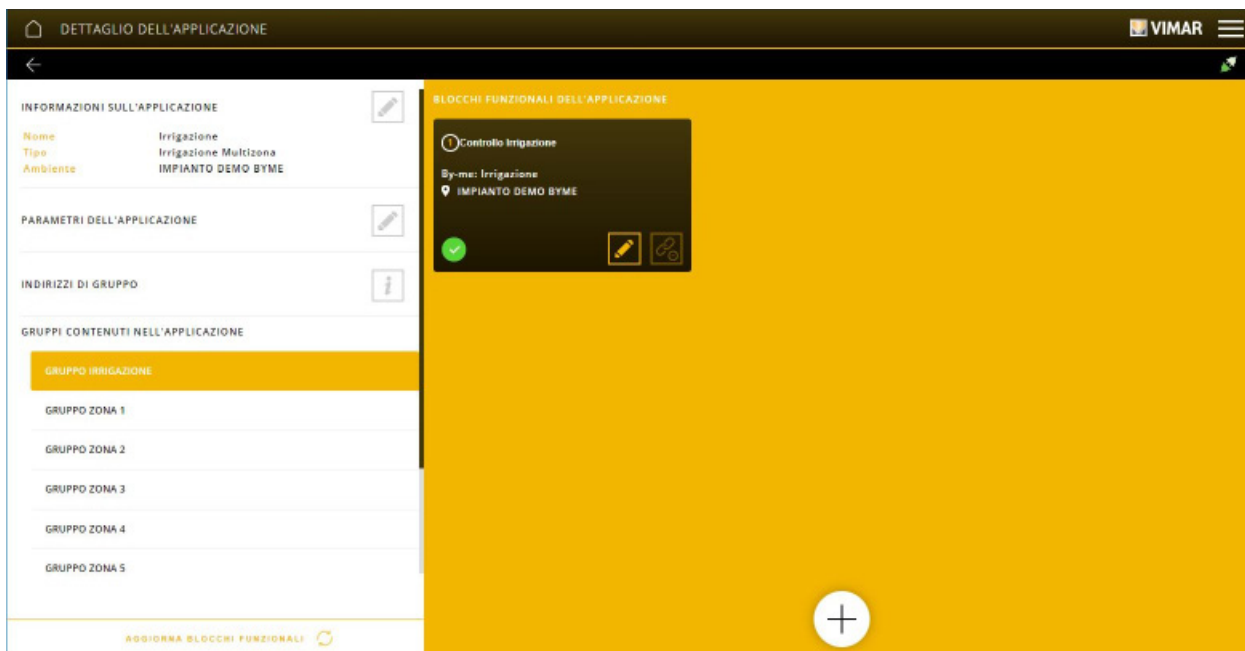 DETTAGLIO DELL'APPLICAZIONE
VIMAR
INFORMAZIONI SULL'APPLICAZIONE
Nome Irrigazione
Tipo Irrigazione Multizona
Ambiente IMPIANTO DEMO BYME
PARAMETRI DELL'APPLICAZIONE
INDIRIZZI DI GRUPPO
i
GRUPPI CONTENUTI NELL'APPLICAZIONE
GRUPPO IRRIGAZIONE
GRUPPO ZONA 1
GRUPPO ZONA 2
GRUPPO ZONA 3
GRUPPO ZONA 4
GRUPPO ZONA 5
AGGIORNA BLOCCHI FUNZIONALI
BLOCCHI FUNZIONALI DELL'APPLICAZIONE
1 Controllo Irrigazione
By-me: Irrigazione
IMPIANTO DEMO BYME